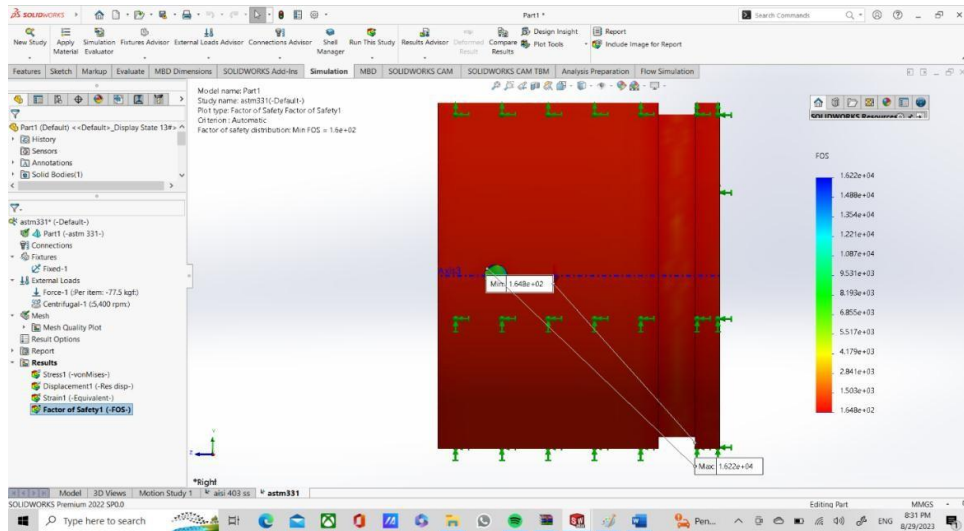 SOLIDWORKS
Part1 *
Search Commands
New Study
Apply Material
Simulation Evaluator
Fixtures Advisor
External Loads Advisor
Connections Advisor
Shell Manager
Run This Study
Results Advisor
Deformed Result
Compare Results
Design Insight
Plot Tools
Report
Include Image for Report
Features
Sketch
Markup
Evaluate
MBD Dimensions
SOLIDWORKS Add-Ins
Simulation
MBD
SOLIDWORKS CAM
SOLIDWORKS CAM TBM
Analysis Preparation
Flow Simulation
Model name: Part1
Study name: astm331(-Default-)
Plot type: Factor of Safety Factor of Safety1
Criterion : Automatic
Factor of safety distribution: Min FOS = 1.6e+02
Part1 (Default) <<Default>_Display State 13#>
History
Sensors
Annotations
Solid Bodies(1)
astm331* (-Default-)
Part1 (-astm 331-)
Connections
Fixtures
Fixed-1
External Loads
Force-1 (:Per item: -77.5 kgf:)
Centrifugal-1 (:5,400 rpm:)
Mesh
Mesh Quality Plot
Result Options
Report
Results
Stress1 (-vonMises-)
Displacement1 (-Res disp-)
Strain1 (-Equivalent-)
Factor of Safety1 (-FOS-)
SOLIDWORKS Resources
FOS
1.622e+04
1.488e+04
1.354e+04
1.221e+04
1.087e+04
9.531e+03
8.193e+03
6.855e+03
5.517e+03
4.179e+03
2.841e+03
1.503e+03
1.648e+02
Min: 1.648e+02
Max: 1.622e+04
Y
Z
*Right
Model
3D Views
Motion Study 1
aisi 403 ss
astm331
SOLIDWORKS Premium 2022 SP0.0
Editing Part
MMGS
Type here to search
Pen...
ENG
8:31 PM
8/29/2023